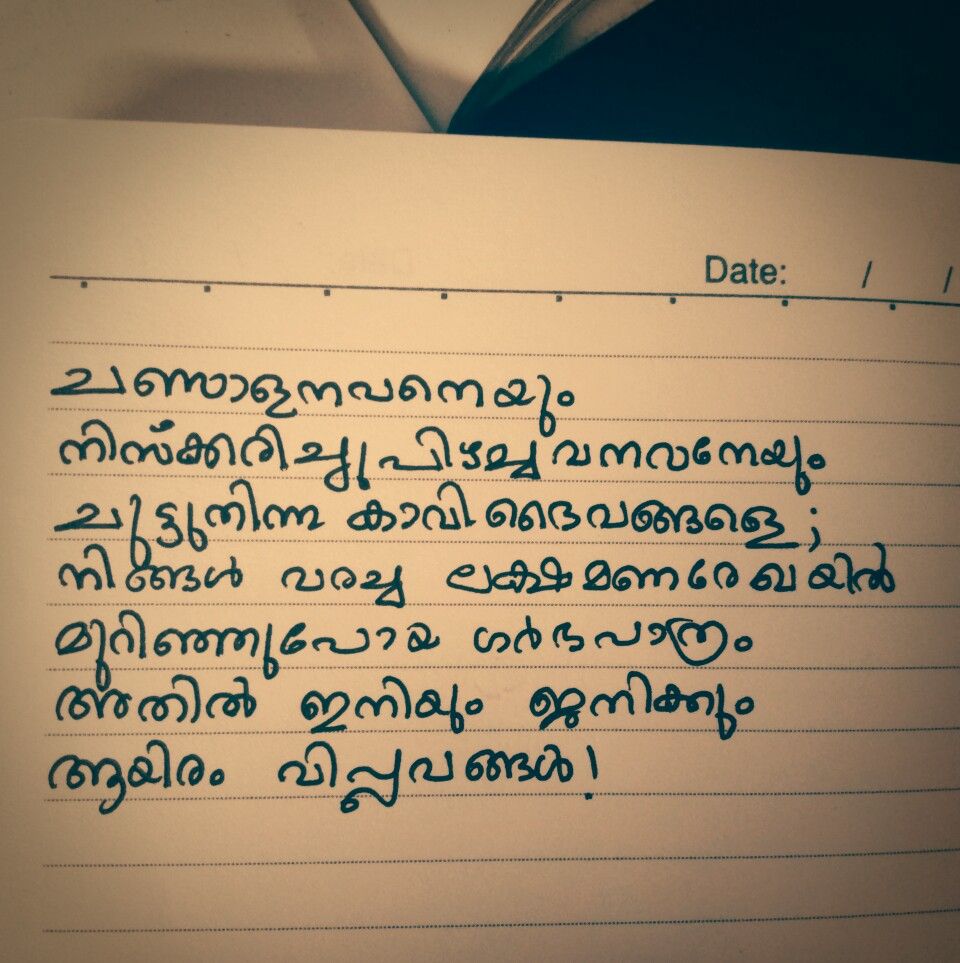 Date: / /
ചണ്ഡാളനവനെയും
നിസ്ക്കരിച്ചു പിഴച്ചവനവനേയും
ചുട്ടുനിന്ന കാവി ദൈവങ്ങളെ;
നിങ്ങൾ വരച്ച ലക്ഷമണരേഖയിൽ
മുറിഞ്ഞുപോയ ഗർഭപാത്രം
അതിൽ ഇനിയും ജനിക്കും
ആയിരം വിപ്ലവങ്ങൾ!